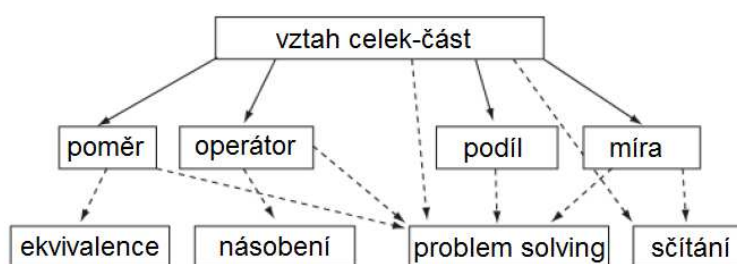 vztah celek-část
poměr
operátor
podíl
míra
ekvivalence
násobení
problem solving
sčítání